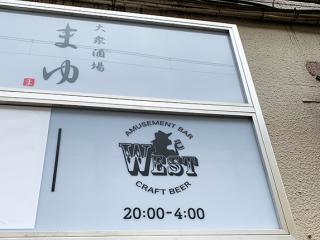 大衆酒場
まゆ
AMUSEMENT BAR
WEST
CRAFT BEER
20:00-4:00